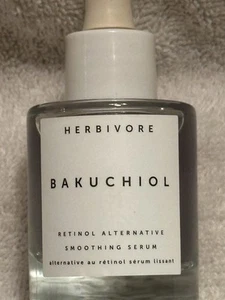 HERBIVORE
BAKUCHIOL
RETINOL ALTERNATIVE
SMOOTHING SERUM
alternative au rétinol sérum lissant